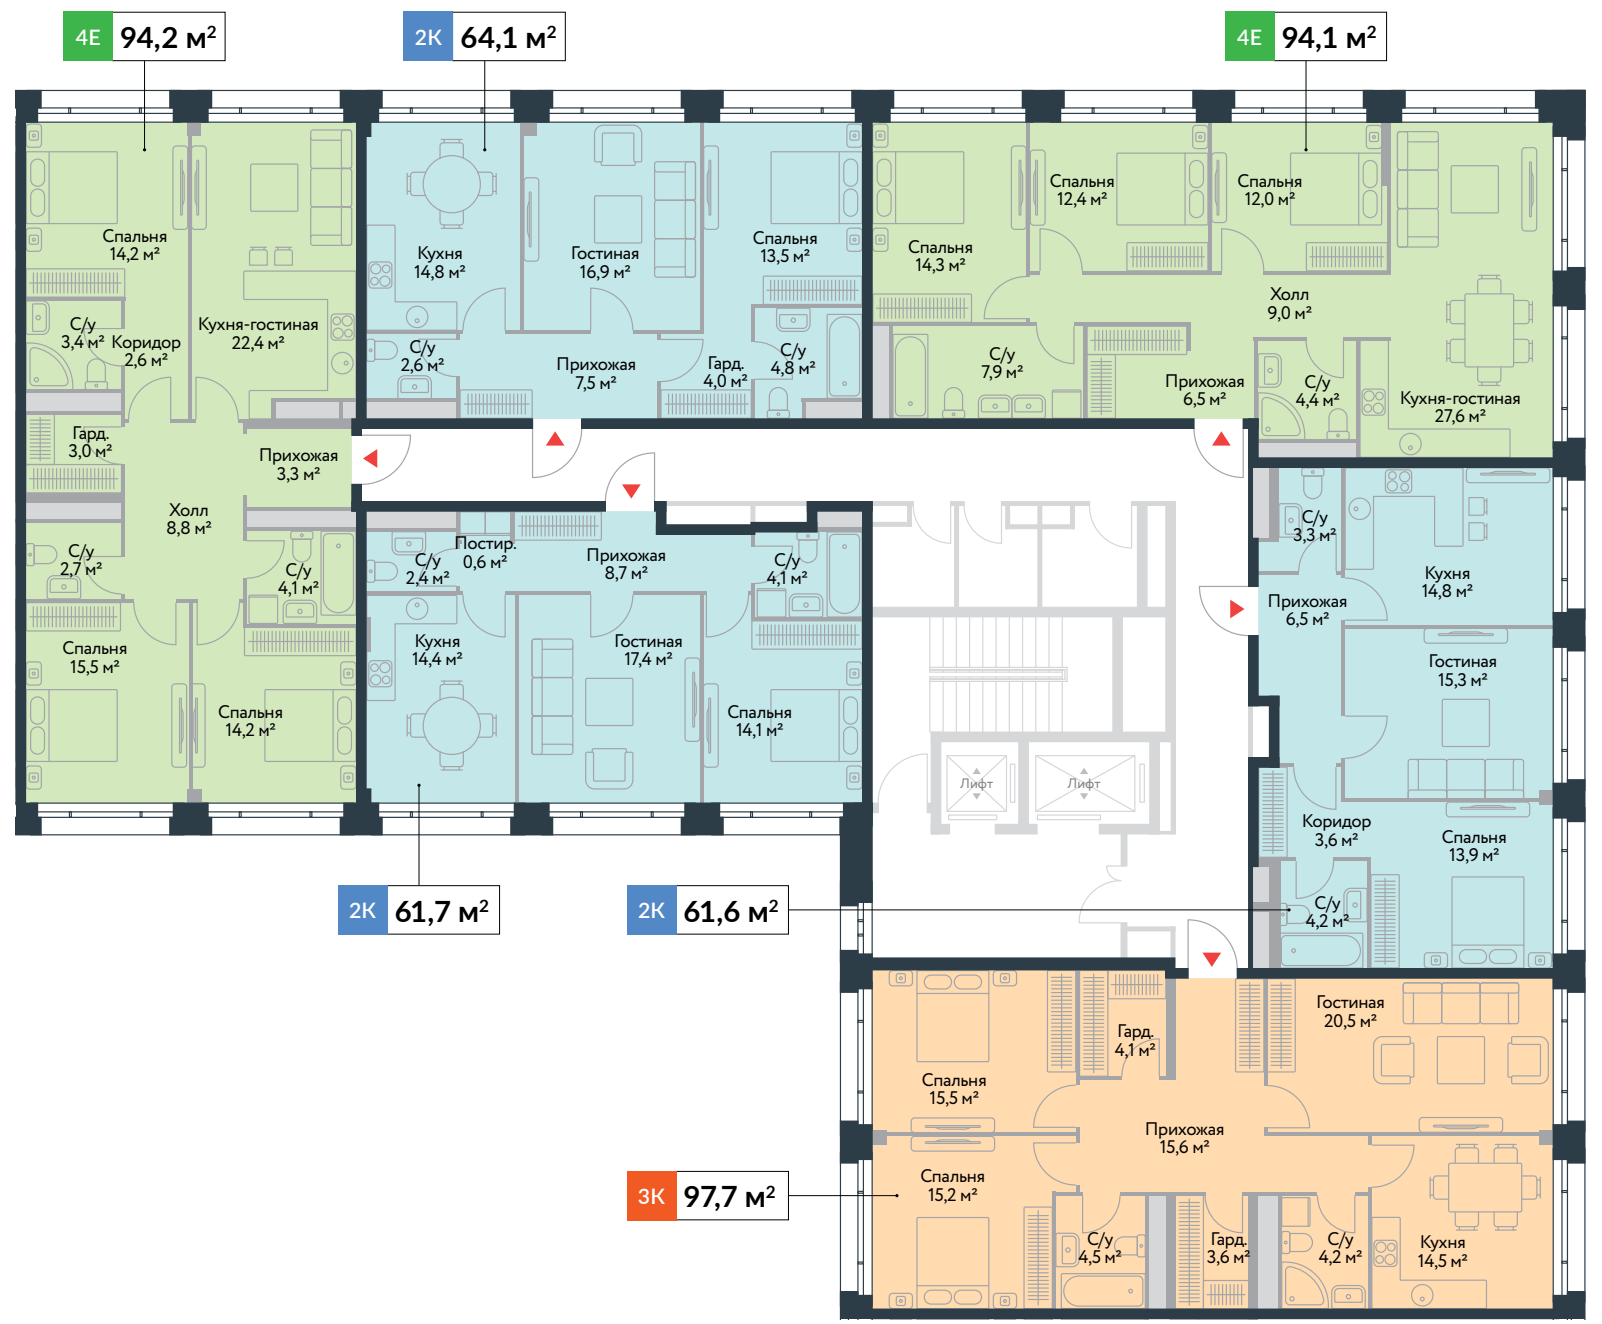 4Е 94,2 м²
2К 64,1 м²
4Е 94,1 м²
Спальня
14,2 м²
Кухня-гостиная
22,4 м²
С/у
3,4 м²
Коридор
2,6 м²
Гард.
3,0 м²
Прихожая
3,3 м²
Холл
8,8 м²
С/у
2,7 м²
С/у
4,1 м²
Спальня
15,5 м²
Спальня
14,2 м²
Кухня
14,8 м²
Гостиная
16,9 м²
Спальня
13,5 м²
С/у
2,6 м²
Прихожая
7,5 м²
Гард.
4,0 м²
С/у
4,8 м²
Спальня
14,3 м²
Спальня
12,4 м²
Спальня
12,0 м²
Холл
9,0 м²
С/у
7,9 м²
Прихожая
6,5 м²
С/у
4,4 м²
Кухня-гостиная
27,6 м²
С/у
2,4 м²
Постир.
0,6 м²
Прихожая
8,7 м²
С/у
4,1 м²
Кухня
14,4 м²
Гостиная
17,4 м²
Спальня
14,1 м²
Лифт
Лифт
С/у
3,3 м²
Кухня
14,8 м²
Прихожая
6,5 м²
Гостиная
15,3 м²
Коридор
3,6 м²
Спальня
13,9 м²
С/у
4,2 м²
2К 61,7 м²
2К 61,6 м²
Гард.
4,1 м²
Гостиная
20,5 м²
Спальня
15,5 м²
Прихожая
15,6 м²
Спальня
15,2 м²
С/у
4,5 м²
Гард.
3,6 м²
С/у
4,2 м²
Кухня
14,5 м²
3К 97,7 м²